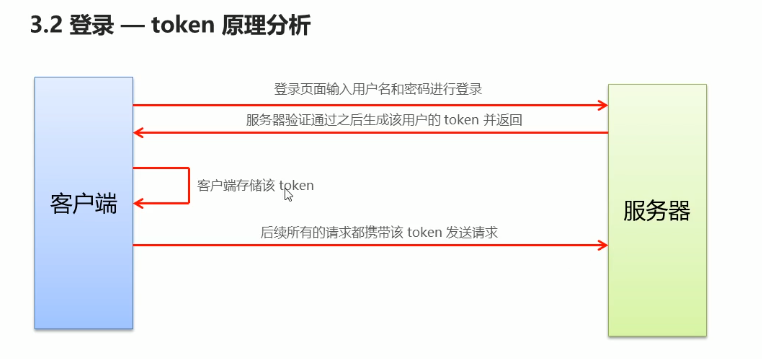 3.2 登录 — token 原理分析
登录页面输入用户名和密码进行登录
服务器验证通过之后生成该用户的 token 并返回
客户端存储该 token
客户端
服务器
后续所有的请求都携带该 token 发送请求